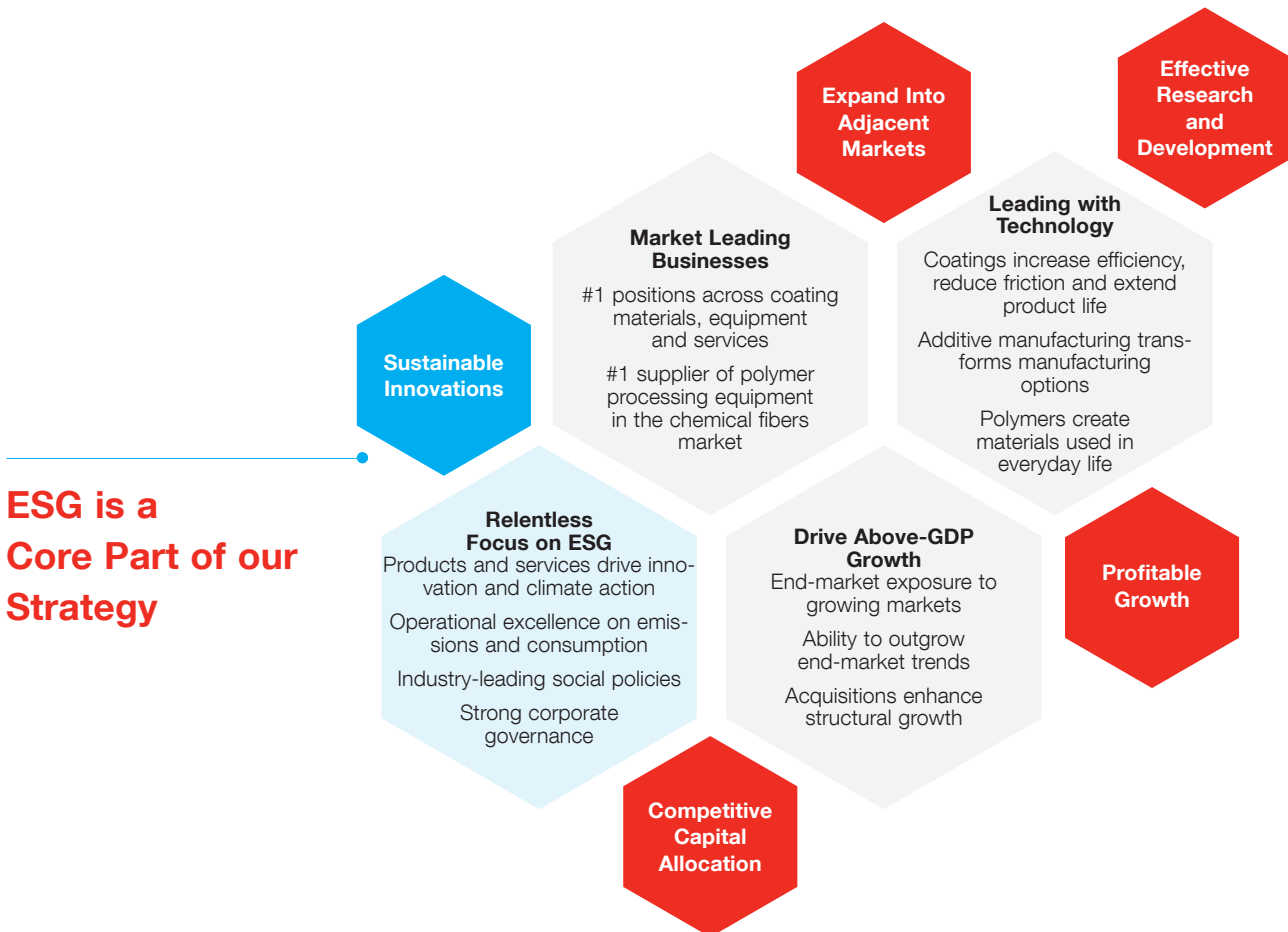 Expand Into
Adjacent
Markets
Effective
Research
and
Development
Market Leading
Businesses
#1 positions across coating
materials, equipment
and services
#1 supplier of polymer
processing equipment
in the chemical fibers
market
Leading with
Technology
Coatings increase efficiency,
reduce friction and extend
product life
Additive manufacturing trans-
forms manufacturing
options
Polymers create
materials used in
everyday life
Sustainable
Innovations
ESG is a
Core Part of our
Strategy
Relentless
Focus on ESG
Products and services drive inno-
vation and climate action
Operational excellence on emis-
sions and consumption
Industry-leading social policies
Strong corporate
governance
Drive Above-GDP
Growth
End-market exposure to
growing markets
Ability to outgrow
end-market trends
Acquisitions enhance
structural growth
Profitable
Growth
Competitive
Capital
Allocation